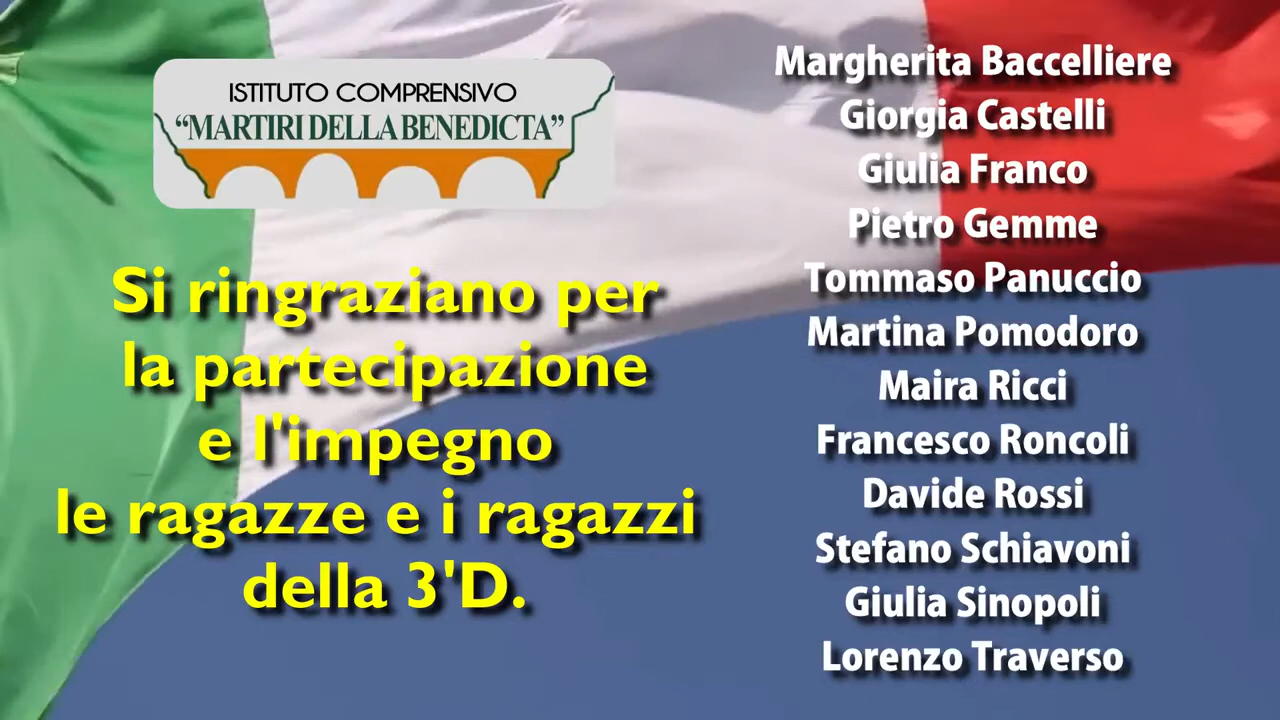 ISTITUTO COMPRENSIVO
“MARTIRI DELLA BENEDICTA”
Si ringraziano per
la partecipazione
e l'impegno
le ragazze e i ragazzi
della 3'D.
Margherita Baccelliere
Giorgia Castelli
Giulia Franco
Pietro Gemme
Tommaso Panuccio
Martina Pomodoro
Maira Ricci
Francesco Roncoli
Davide Rossi
Stefano Schiavoni
Giulia Sinopoli
Lorenzo Traverso